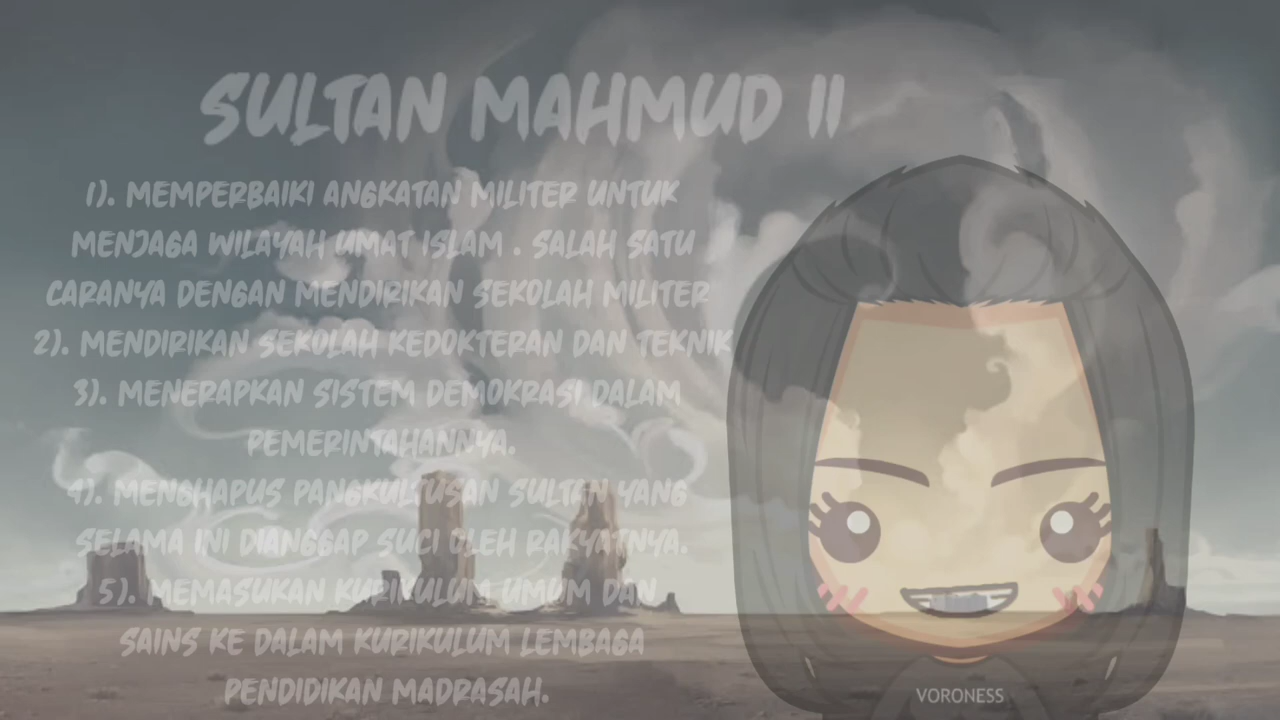 SULTAN MAHMUD II
1). MEMPERBAIKI ANGKATAN MILITER UNTUK
MENJAGA WILAYAH UMAT ISLAM . SALAH SATU
CARANYA DENGAN MENDIRIKAN SEKOLAH MILITER
2). MENDIRIKAN SEKOLAH KEDOKTERAN DAN TEKNIK
3). MENERAPKAN SISTEM DEMOKRASI DALAM
PEMERINTAHANNYA.
4). MENGHAPUS PANGKULTUSAN SULTAN YANG
SELAMA INI DIANGGAP SUCI OLEH RAKYATNYA.
5). MEMASUKAN KURIKULUM UMUM DAN
SAINS KE DALAM KURIKULUM LEMBAGA
PENDIDIKAN MADRASAH.
VORONESS